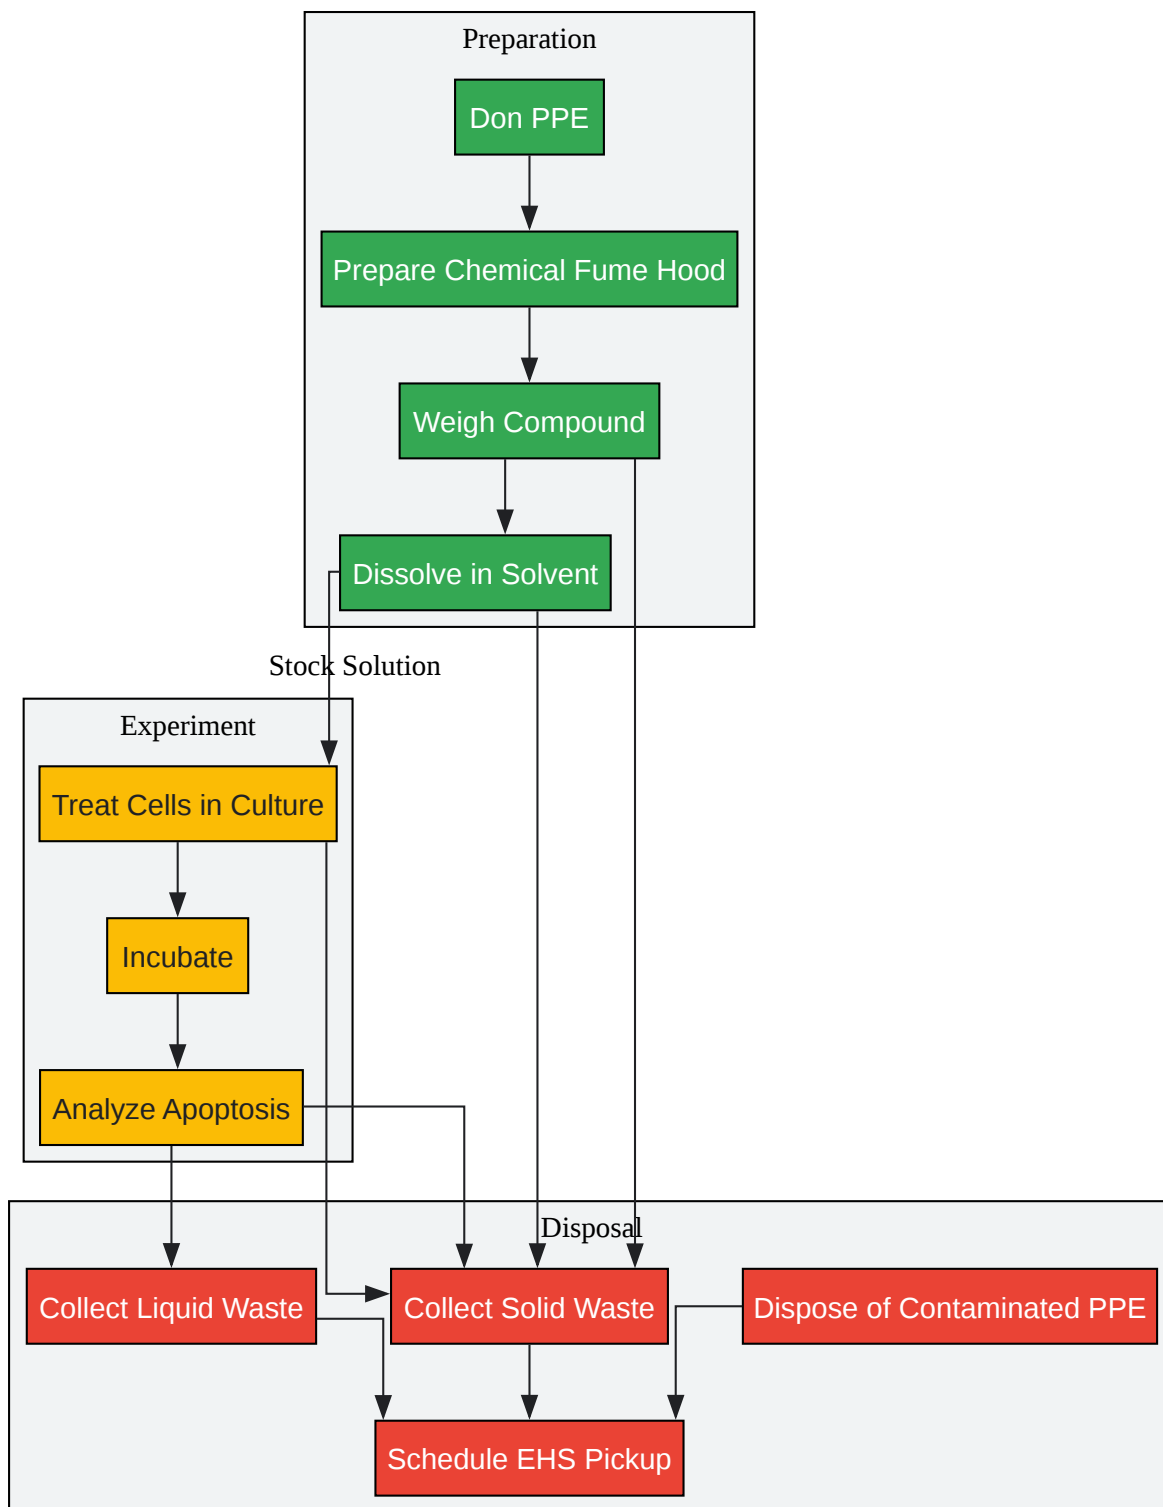 Preparation
Don PPE
Prepare Chemical Fume Hood
Weigh Compound
Dissolve in Solvent
Stock Solution
Experiment
Treat Cells in Culture
Incubate
Analyze Apoptosis
Disposal
Collect Liquid Waste
Collect Solid Waste
Dispose of Contaminated PPE
Schedule EHS Pickup